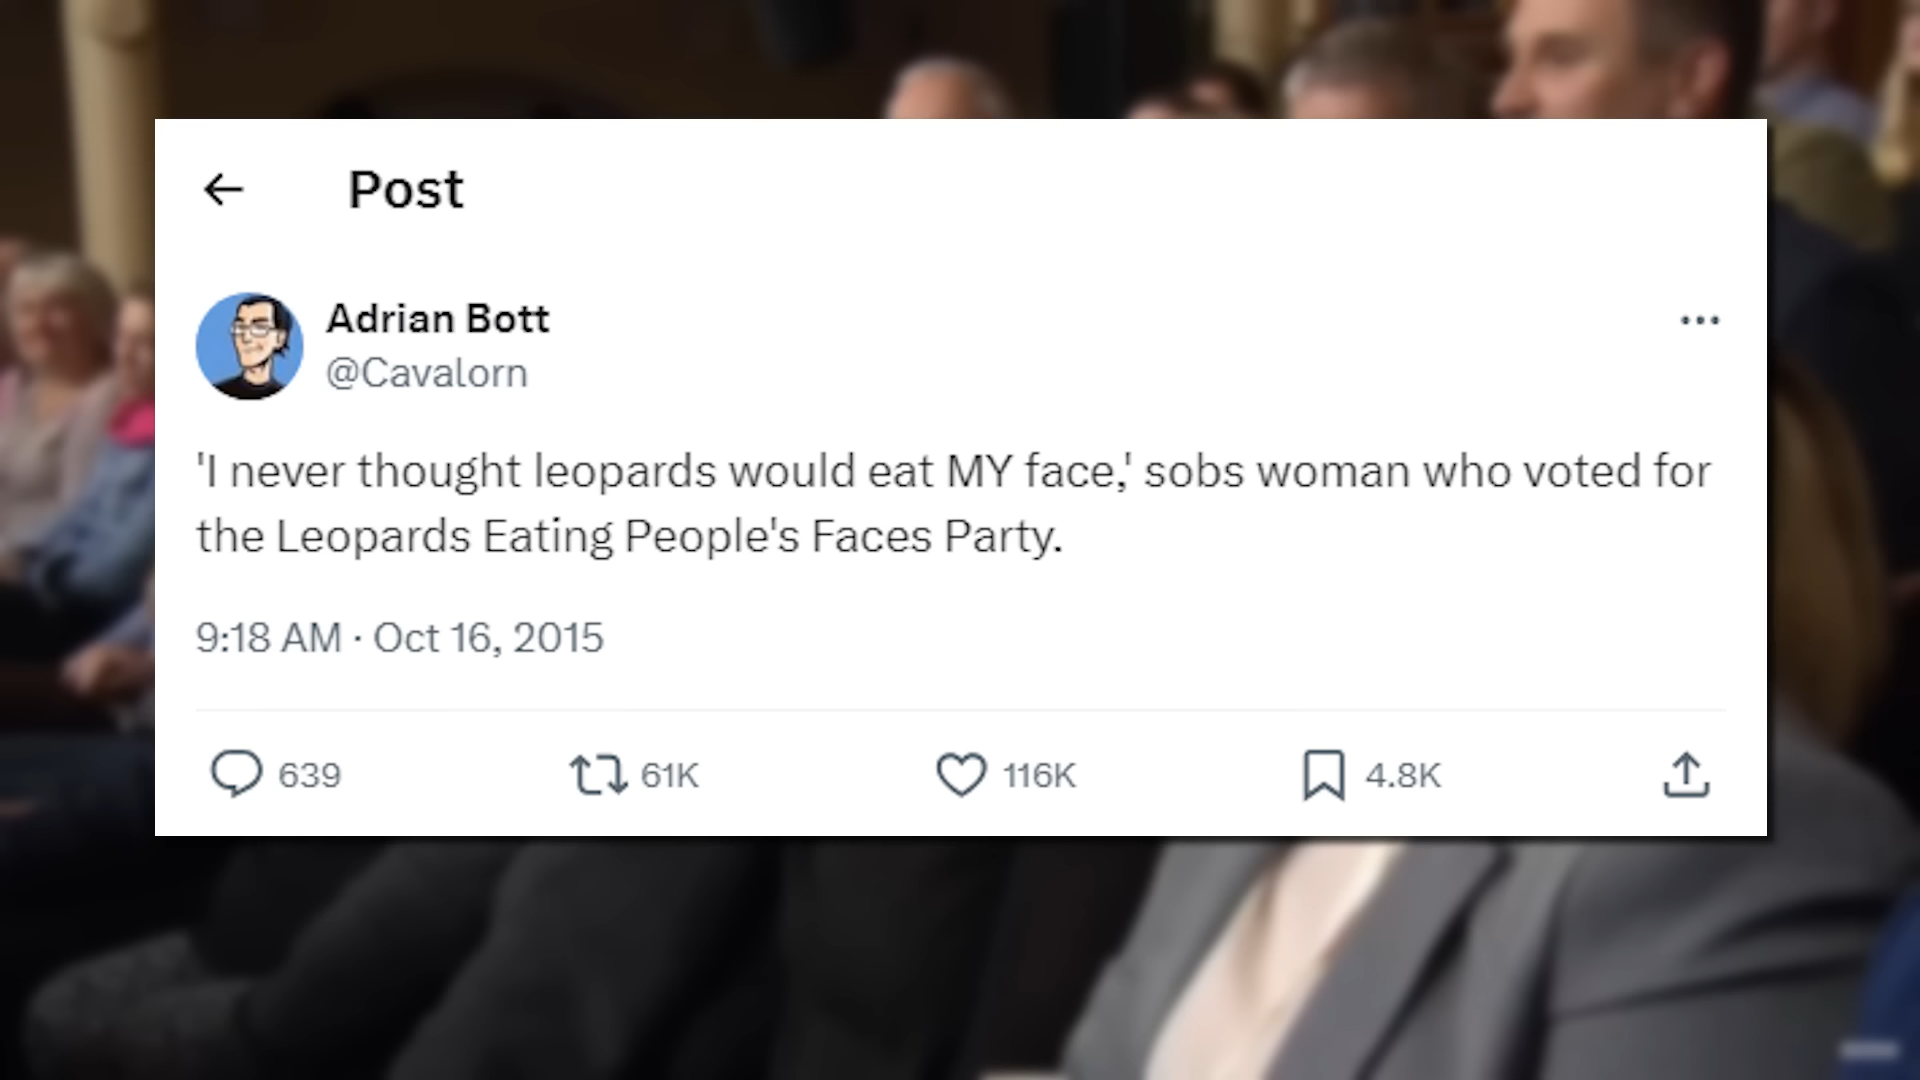 Post
Adrian Bott
@Cavalorn
'I never thought leopards would eat MY face,' sobs woman who voted for
the Leopards Eating People's Faces Party.
9:18 AM · Oct 16, 2015
639 61K 116K 4.8K